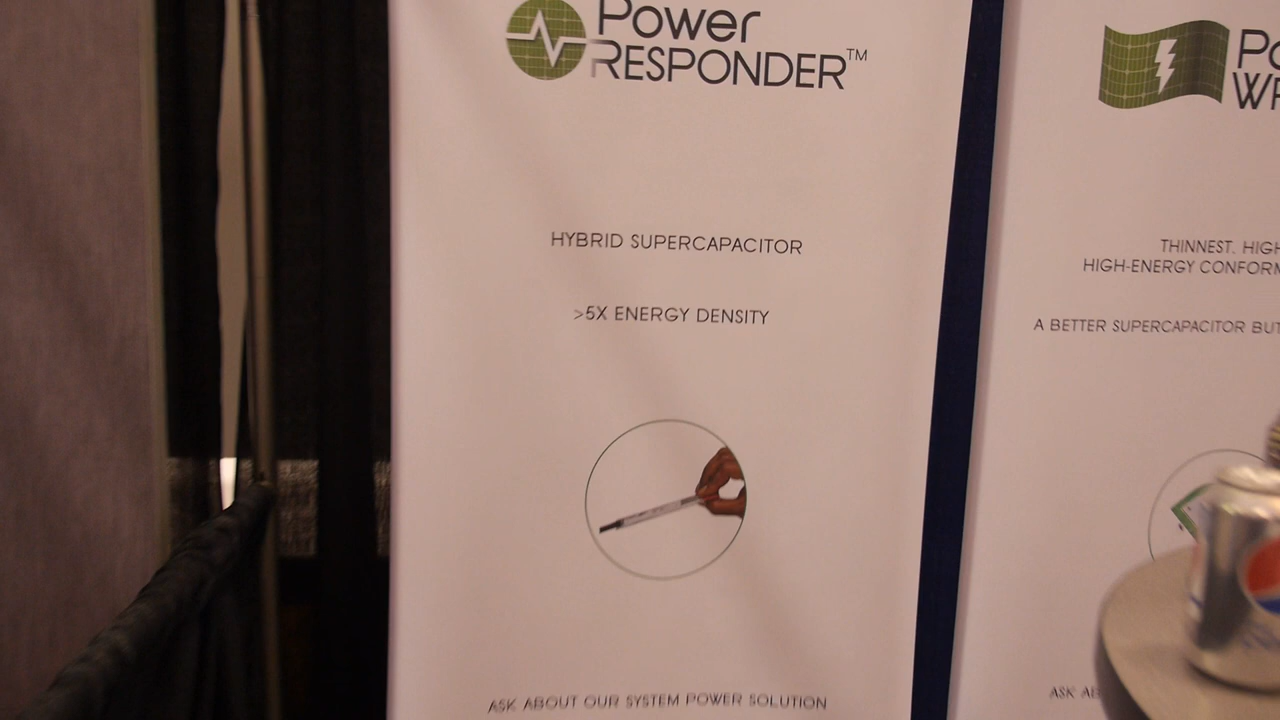 Power
RESPONDER™
HYBRID SUPERCAPACITOR
>5X ENERGY DENSITY
ASK ABOUT OUR SYSTEM POWER SOLUTION
THINNEST. HIGH
HIGH-ENERGY CONFORM
A BETTER SUPERCAPACITOR BUT
ASK